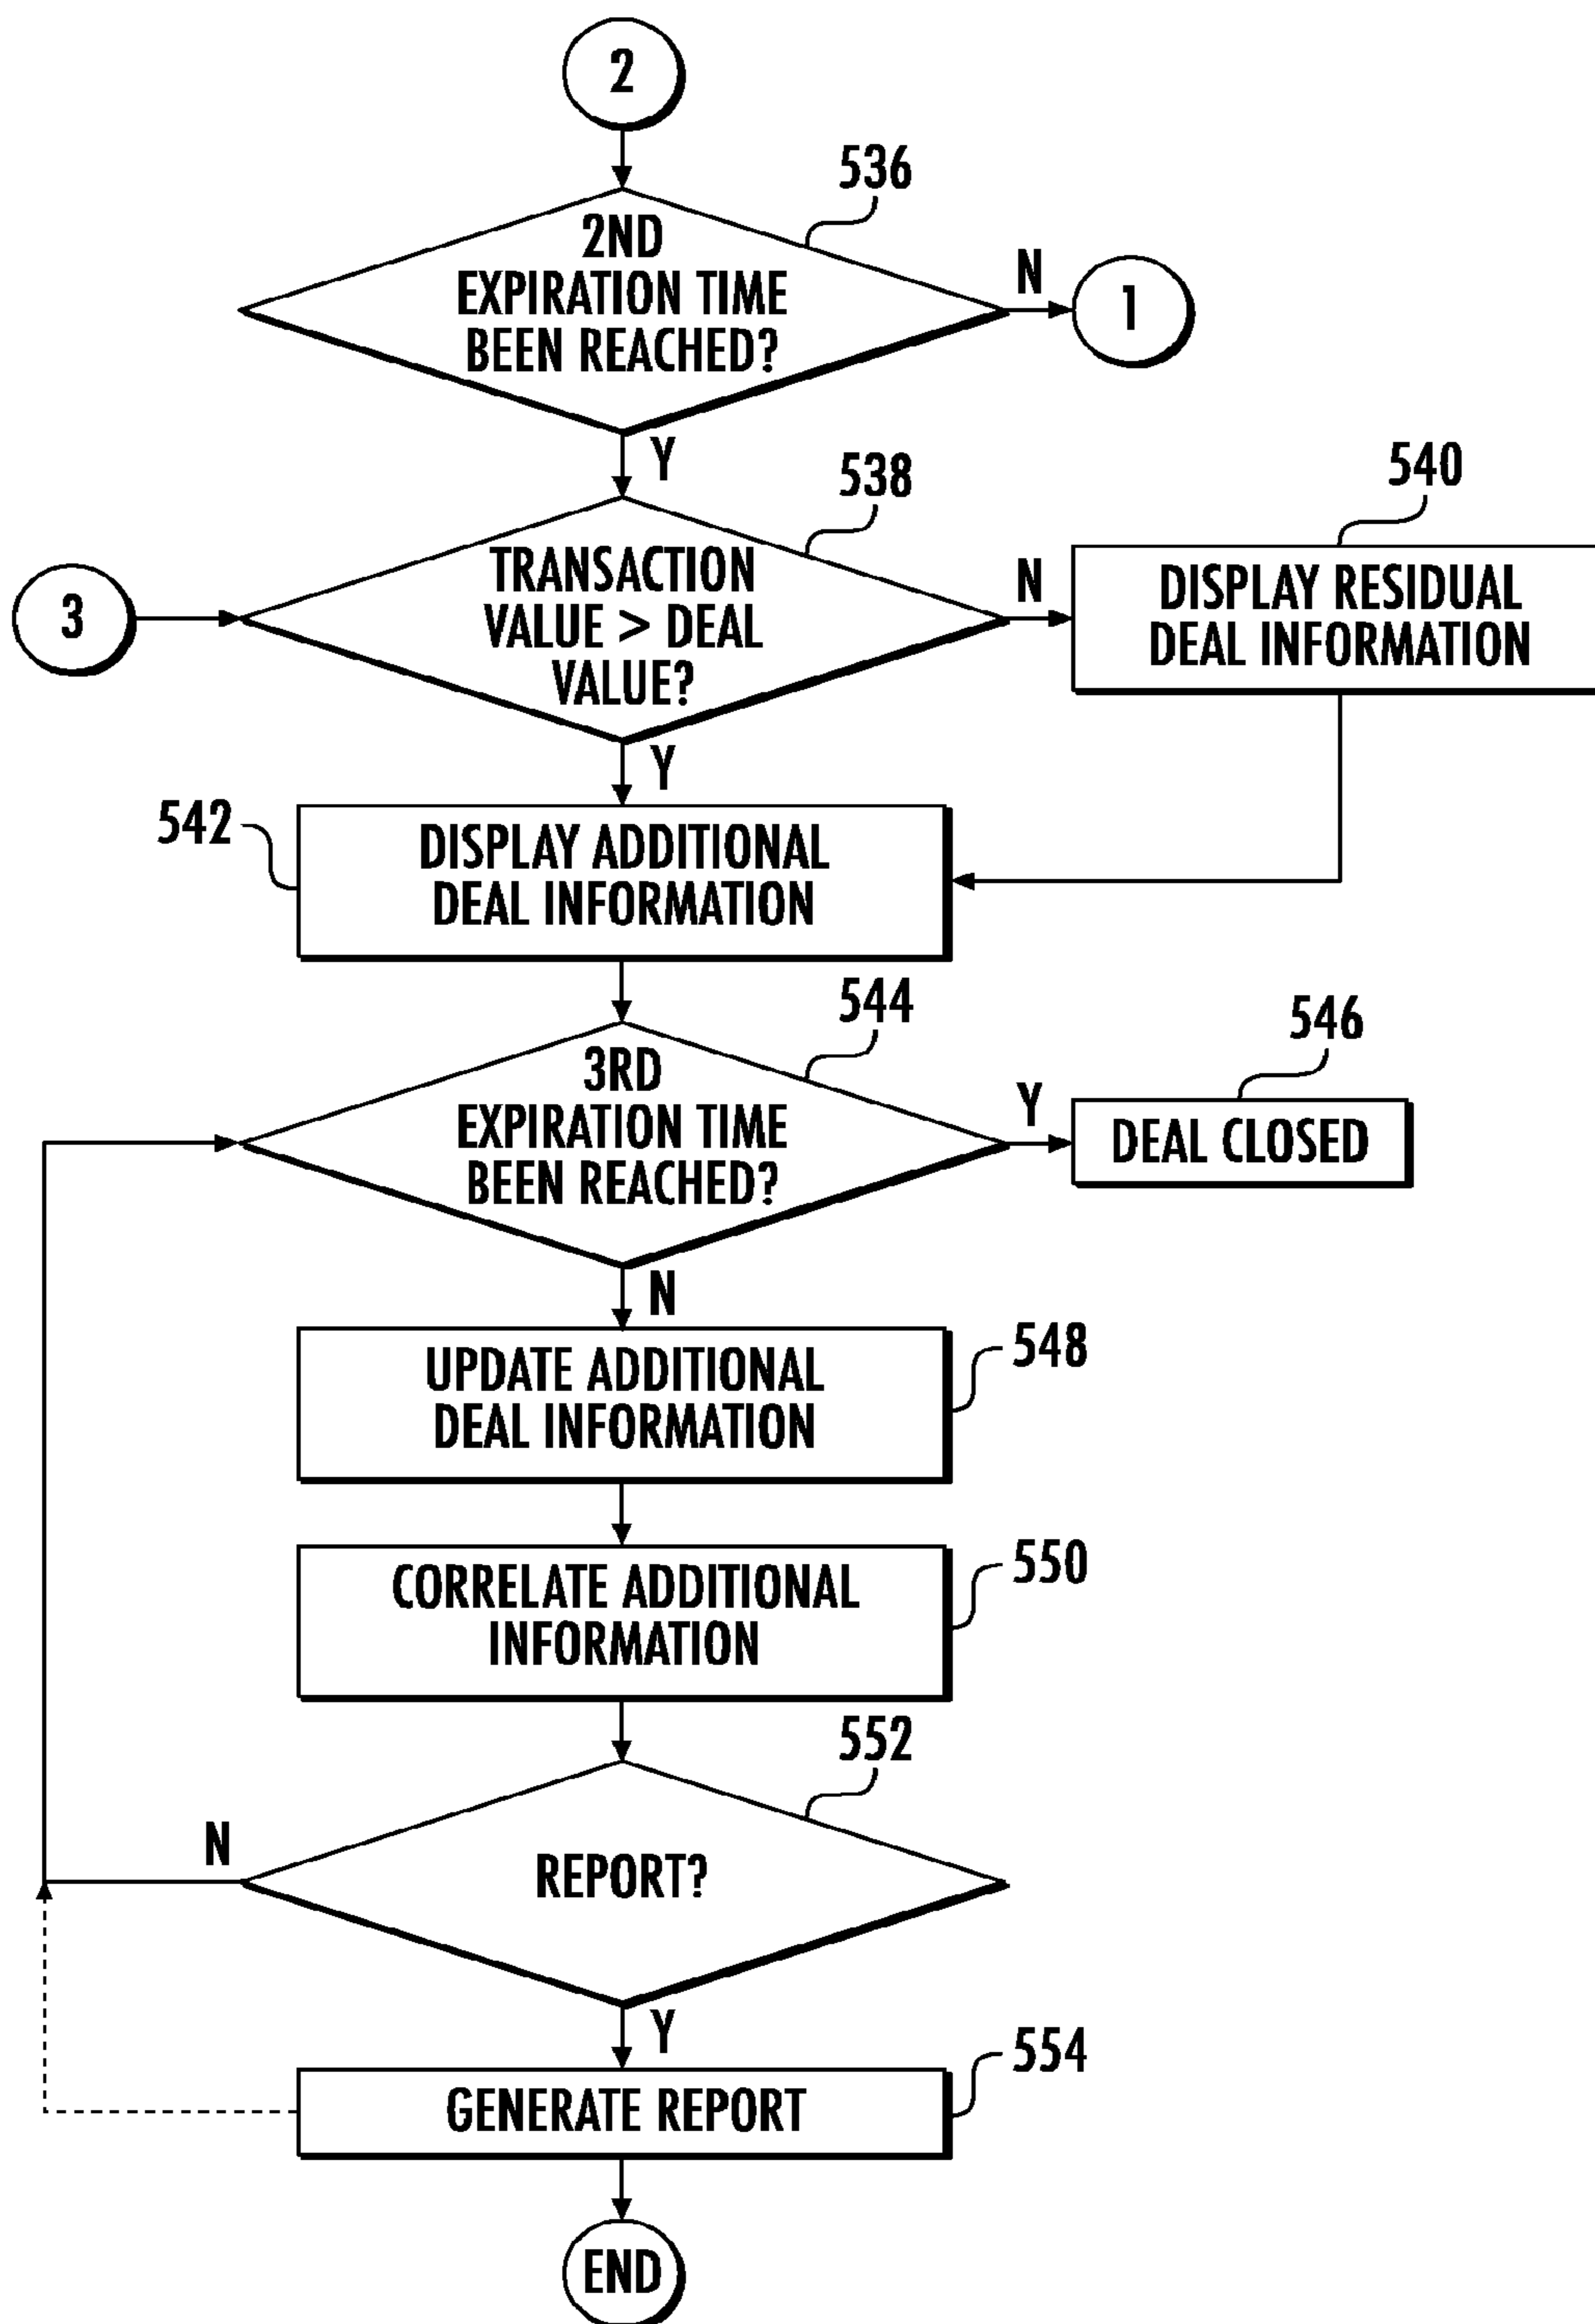 2
536
2ND
EXPIRATION TIME
BEEN REACHED?
N
1
Y
538
540
3
TRANSACTION
VALUE > DEAL
VALUE?
N
DISPLAY RESIDUAL
DEAL INFORMATION
Y
542
DISPLAY ADDITIONAL
DEAL INFORMATION
544
546
3RD
EXPIRATION TIME
BEEN REACHED?
Y
DEAL CLOSED
N
548
UPDATE ADDITIONAL
DEAL INFORMATION
550
CORRELATE ADDITIONAL
INFORMATION
552
N
REPORT?
Y
554
GENERATE REPORT
END